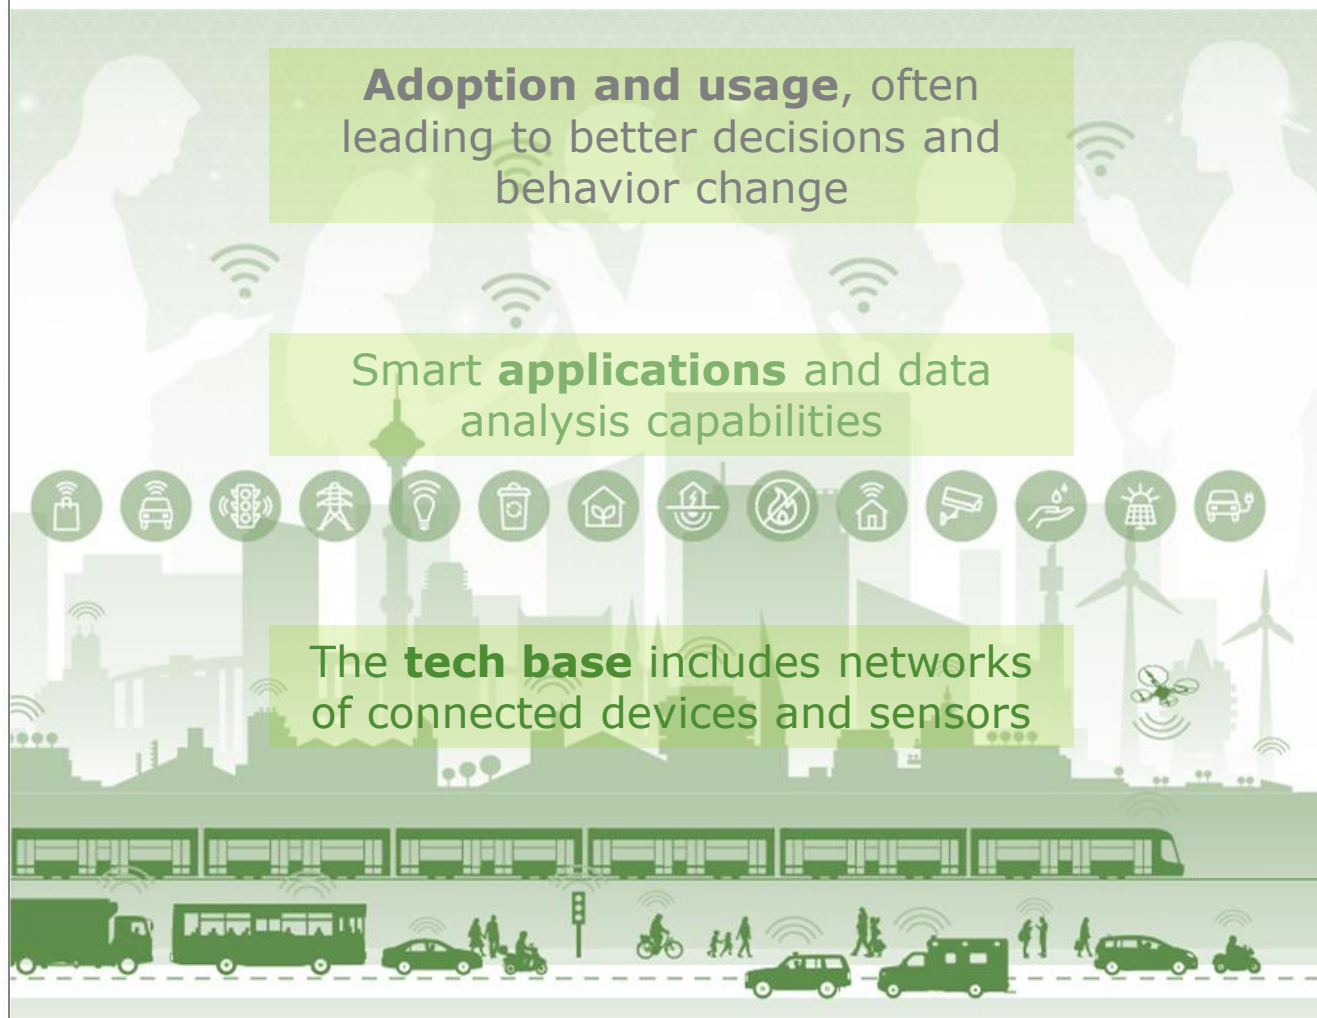 Adoption and usage, often
leading to better decisions and
behavior change
Smart applications and data
analysis capabilities
The tech base includes networks
of connected devices and sensors